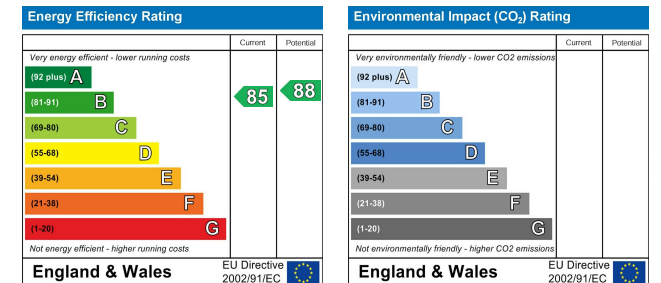 Energy Efficiency Rating
Current Potential
Very energy efficient - lower running costs
(92 plus) A
(81-91) B
(69-80) C
(55-68) D
(39-54) E
(21-38) F
(1-20) G
85
88
Not energy efficient - higher running costs
England & Wales
EU Directive
2002/91/EC
Environmental Impact (CO₂) Rating
Current Potential
Very environmentally friendly - lower CO2 emissions
(92 plus) A
(81-91) B
(69-80) C
(55-68) D
(39-54) E
(21-38) F
(1-20) G
Not environmentally friendly - higher CO2 emissions
England & Wales
EU Directive
2002/91/EC